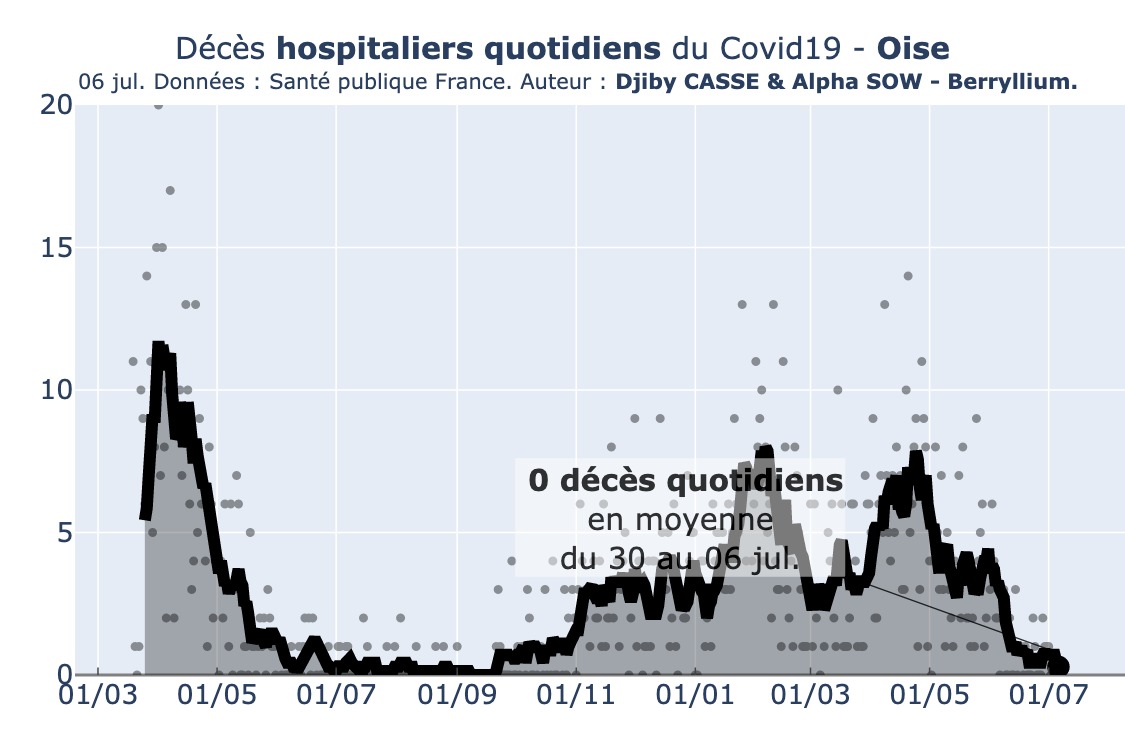 Décès hospitaliers quotidiens du Covid19 - Oise
06 jul. Données : Santé publique France. Auteur : Djiby CASSE & Alpha SOW - Berryllium.
20
15
10
5
0
0 décès quotidiens
en moyenne
du 30 au 06 jul.
01/03 01/05 01/07 01/09 01/11 01/01 01/03 01/05 01/07